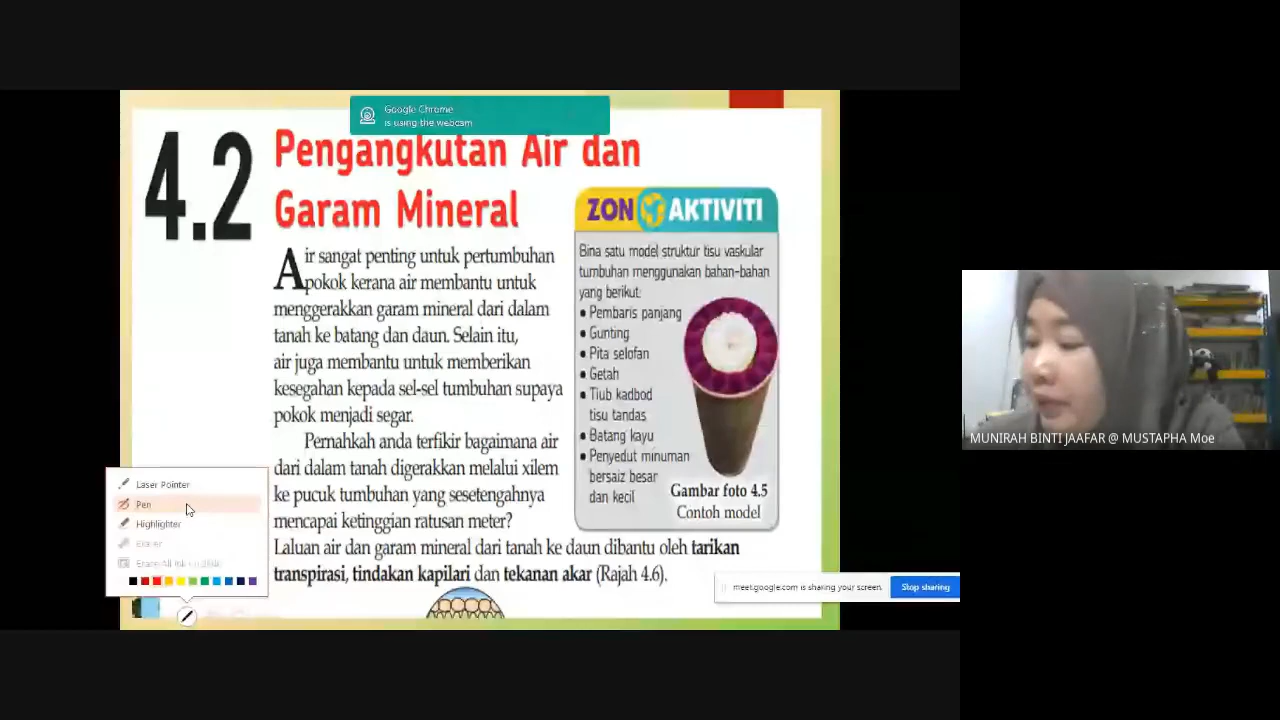 Google Chrome
is using the webcam
4.2
Pengangkutan Air dan
Garam Mineral
Air sangat penting untuk pertumbuhan
pokok kerana air membantu untuk
menggerakkan garam mineral dari dalam
tanah ke batang dan daun. Selain itu,
air juga membantu untuk memberikan
kesegahan kepada sel-sel tumbuhan supaya
pokok menjadi segar.
Pernahkah anda terfikir bagaimana air
dari dalam tanah digerakkan melalui xilem
ke pucuk tumbuhan yang sesetengahnya
mencapai ketinggian ratusan meter?
Laluan air dan garam mineral dari tanah ke daun dibantu oleh tarikan
transpirasi, tindakan kapilari dan tekanan akar (Rajah 4.6).
ZON AKTIVITI
Bina satu model struktur tisu vaskular
tumbuhan menggunakan bahan-bahan
yang berikut:
• Pembaris panjang
• Gunting
• Pita selofan
• Getah
• Tiub kadbod
tisu tandas
• Batang kayu
• Penyedut minuman
bersaiz besar
dan kecil
Gambar foto 4.5
Contoh model
Laser Pointer
Pen
Highlighter
Eraser
Erase All Ink on Slide
meet.google.com is sharing your screen.
Stop sharing
MUNIRAH BINTI JAAFAR @ MUSTAPHA Moe